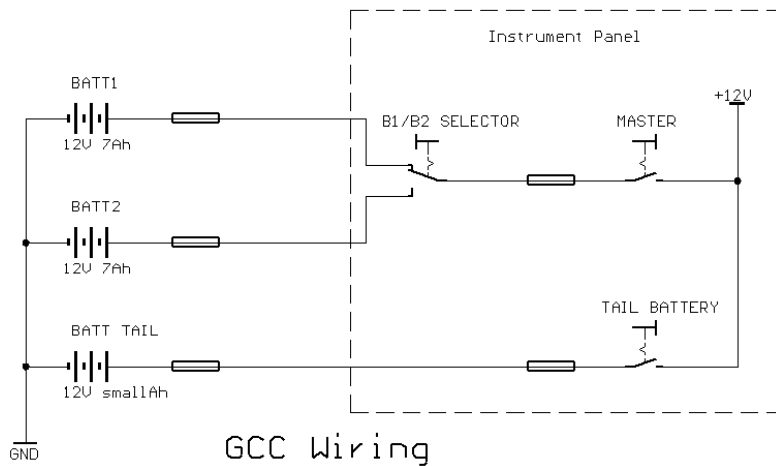 Instrument Panel
BATT1
12V 7Ah
B1/B2 SELECTOR
MASTER
+12V
BATT2
12V 7Ah
TAIL BATTERY
BATT TAIL
12V smallAh
GND
GCC Wiring